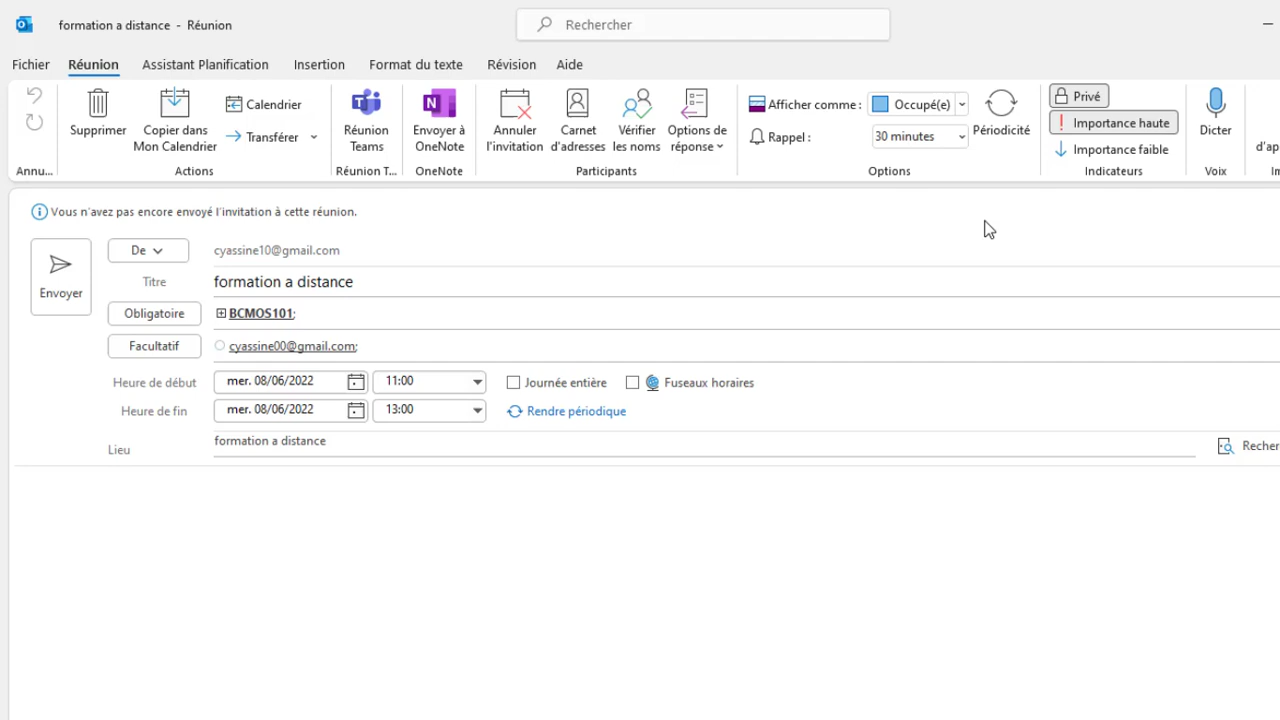 formation a distance - Réunion
Rechercher
Fichier Réunion Assistant Planification Insertion Format du texte Révision Aide
Supprimer
Copier dans
Mon Calendrier
Calendrier
Transférer
Réunion
Teams
Envoyer à
OneNote
Annuler
l'invitation
Carnet
d'adresses
Vérifier
les noms
Options de
réponse
Afficher comme : Occupé(e)
Rappel : 30 minutes
Périodicité
Privé
Importance haute
Importance faible
Dicter
Annu... Actions Réunion T... OneNote Participants Options Indicateurs Voix
Vous n'avez pas encore envoyé l'invitation à cette réunion.
Envoyer
De cyassine10@gmail.com
Titre formation a distance
Obligatoire BCMOS101;
Facultatif cyassine00@gmail.com;
Heure de début mer. 08/06/2022 11:00 Journée entière Fuseaux horaires
Heure de fin mer. 08/06/2022 13:00 Rendre périodique
Lieu formation a distance